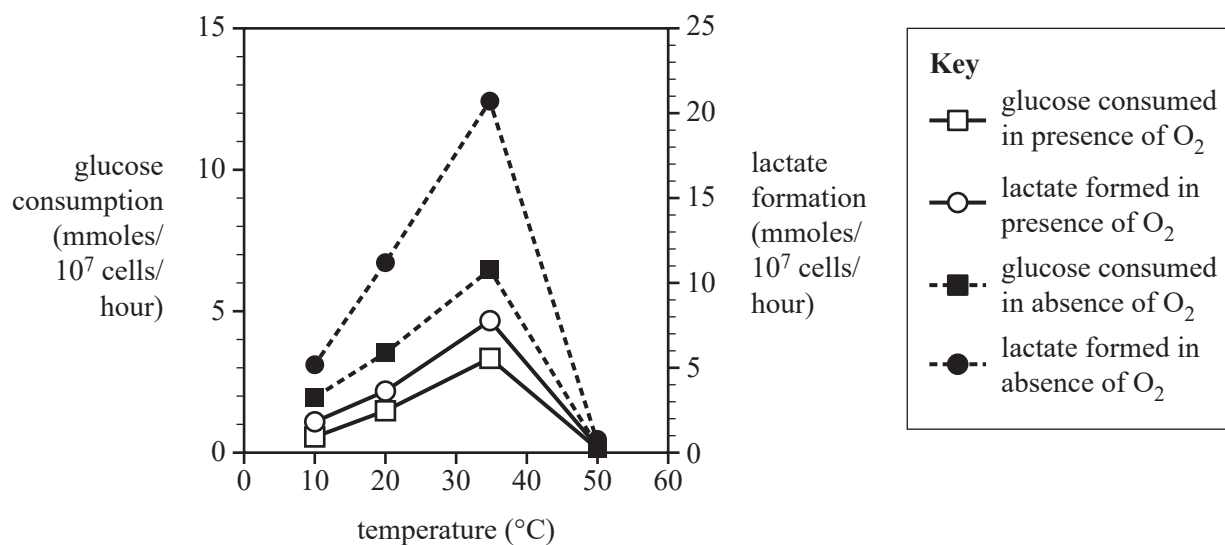 glucose
consumption
(mmoles/
10⁷ cells/
hour)
15
10
5
0
0 10 20 30 40 50 60
temperature (°C)
25
20
15
10
5
0
lactate
formation
(mmoles/
10⁷ cells/
hour)
Key
glucose consumed
in presence of O₂
lactate formed in
presence of O₂
glucose consumed
in absence of O₂
lactate formed in
absence of O₂